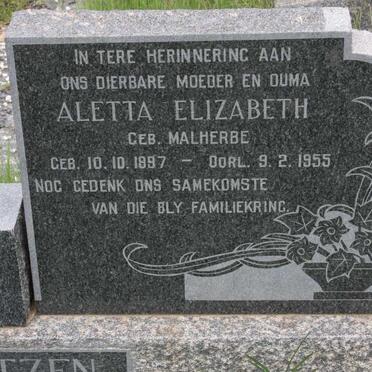 IN TERE HERINNERING AAN
ONS DIERBARE MOEDER EN OUMA
ALETTA ELIZABETH
GEB. MALHERBE
GEB. 10.10.1897 — OORL. 9.2.1955
NOG GEDENK ONS SAMEKOMSTE
VAN DIE BLY FAMILIEKRING.